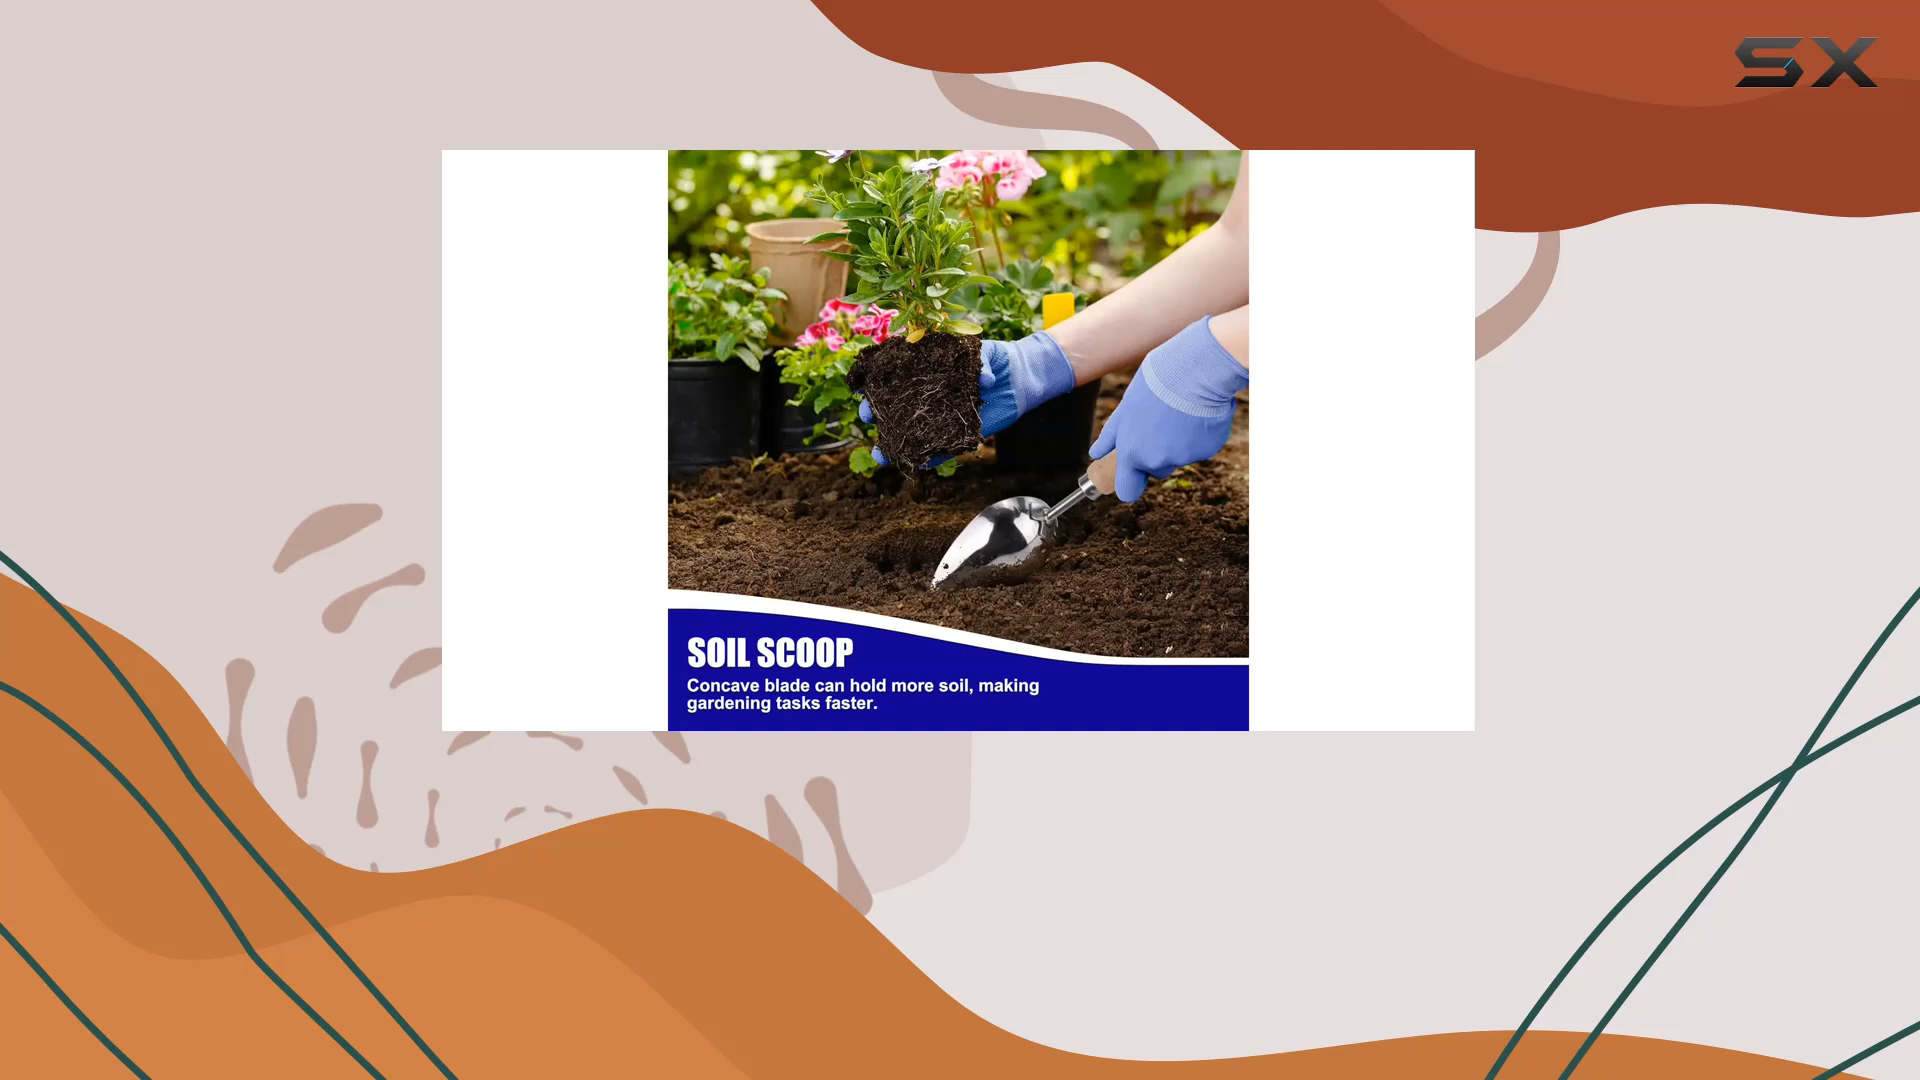 SX
SOIL SCOOP
Concave blade can hold more soil, making
gardening tasks faster.